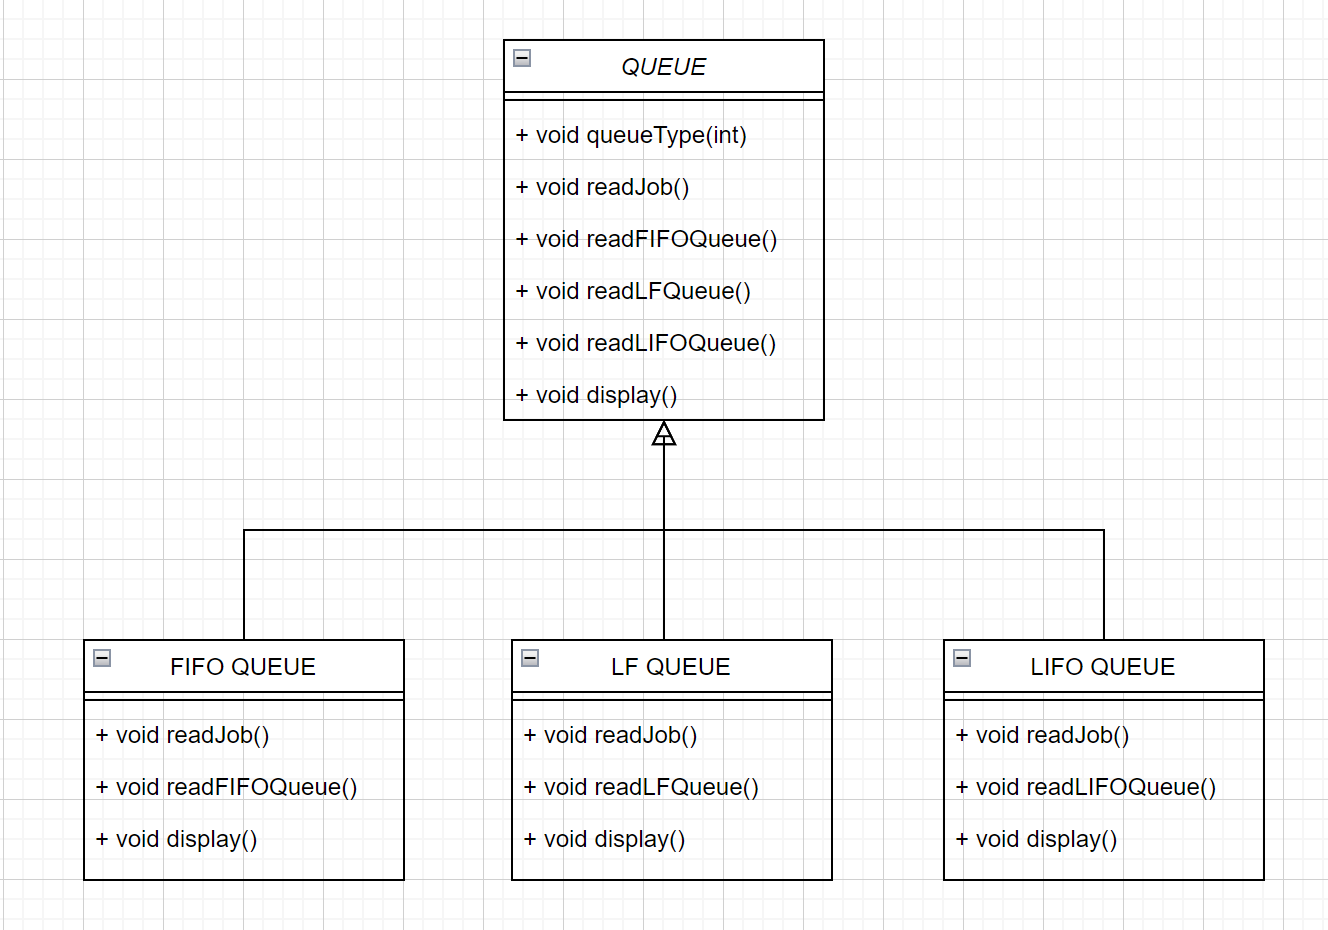 QUEUE
+ void queueType(int)
+ void readJob()
+ void readFIFOQueue()
+ void readLFQueue()
+ void readLIFOQueue()
+ void display()
FIFO QUEUE
+ void readJob()
+ void readFIFOQueue()
+ void display()
LF QUEUE
+ void readJob()
+ void readLFQueue()
+ void display()
LIFO QUEUE
+ void readJob()
+ void readLIFOQueue()
+ void display()